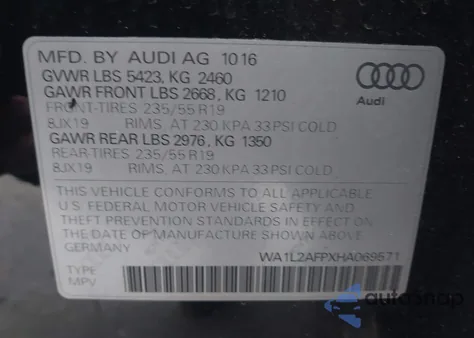 MFD. BY AUDI AG 1016
GVWR LBS 5423, KG 2460
GAWR FRONT LBS 2668, KG 1210
FRONT-TIRES 235/55 R19
8JX19 RIMS AT 230 KPA 33 PSI COLD
GAWR REAR LBS 2976, KG 1350
REAR-TIRES 235/55 R19
8JX19 RIMS AT 230 KPA 33 PSI COLD
Audi
THIS VEHICLE CONFORMS TO ALL APPLICABLE
U.S. FEDERAL MOTOR VEHICLE SAFETY AND
THEFT PREVENTION STANDARDS IN EFFECT ON
THE DATE OF MANUFACTURE SHOWN ABOVE
GERMANY
WA1L2AFPXHA069571
TYPE
MPV
autosnap